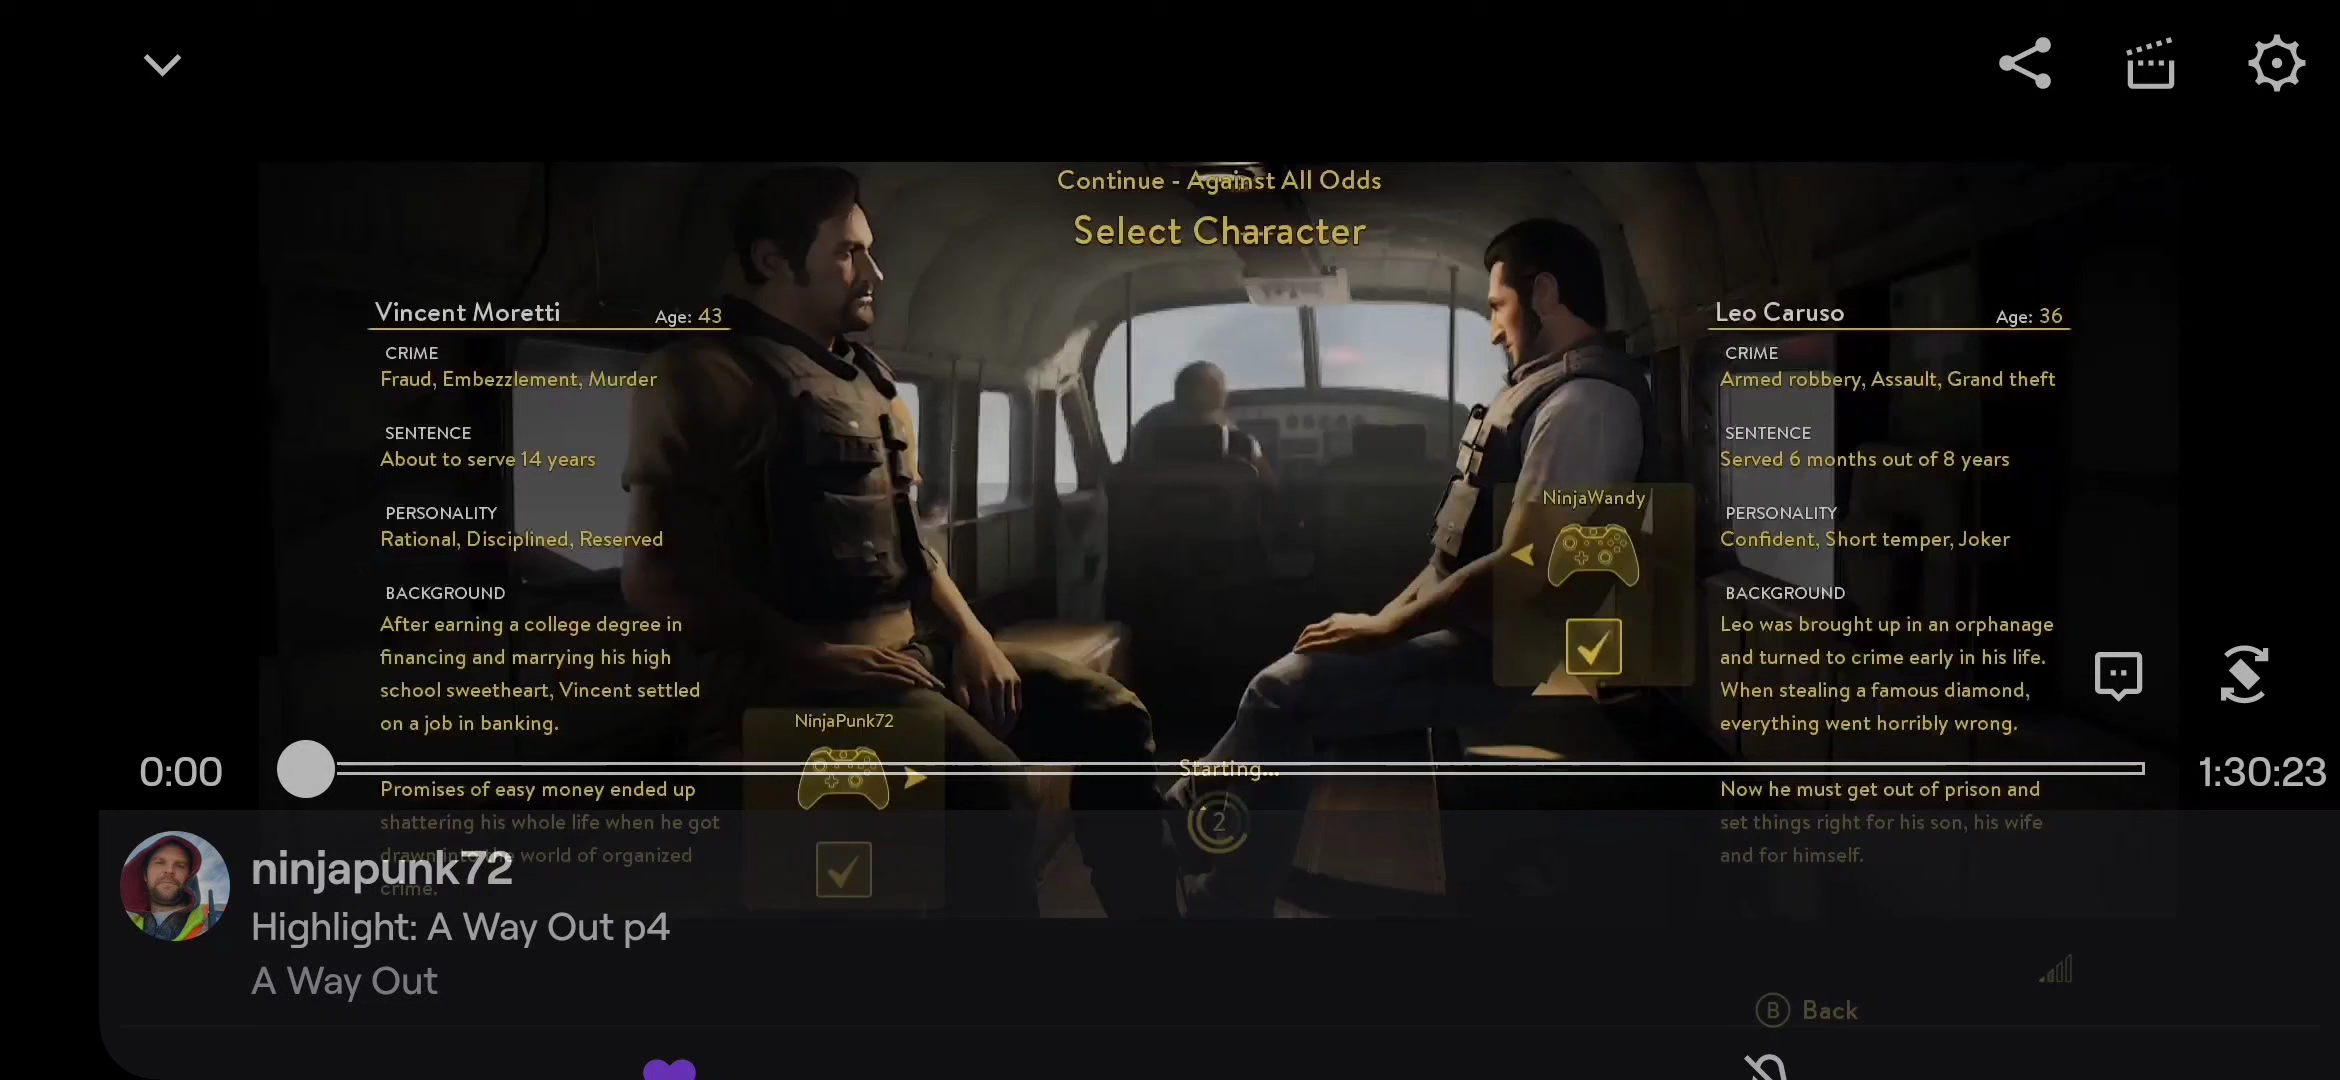 Continue - Against All Odds
Select Character
Vincent Moretti
Age: 43
CRIME
Fraud, Embezzlement, Murder
SENTENCE
About to serve 14 years
PERSONALITY
Rational, Disciplined, Reserved
BACKGROUND
After earning a college degree in
financing and marrying his high
school sweetheart, Vincent settled
on a job in banking.
Promises of easy money ended up
shattering his whole life when he got
drawn into the world of organized
crime.
Leo Caruso
Age: 36
CRIME
Armed robbery, Assault, Grand theft
SENTENCE
Served 6 months out of 8 years
PERSONALITY
Confident, Short temper, Joker
BACKGROUND
Leo was brought up in an orphanage
and turned to crime early in his life.
When stealing a famous diamond,
everything went horribly wrong.
Now he must get out of prison and
set things right for his son, his wife
and for himself.
NinjaWandy
NinjaPunk72
Starting...
2
0:00
1:30:23
ninjapunk72
Highlight: A Way Out p4
A Way Out
B Back